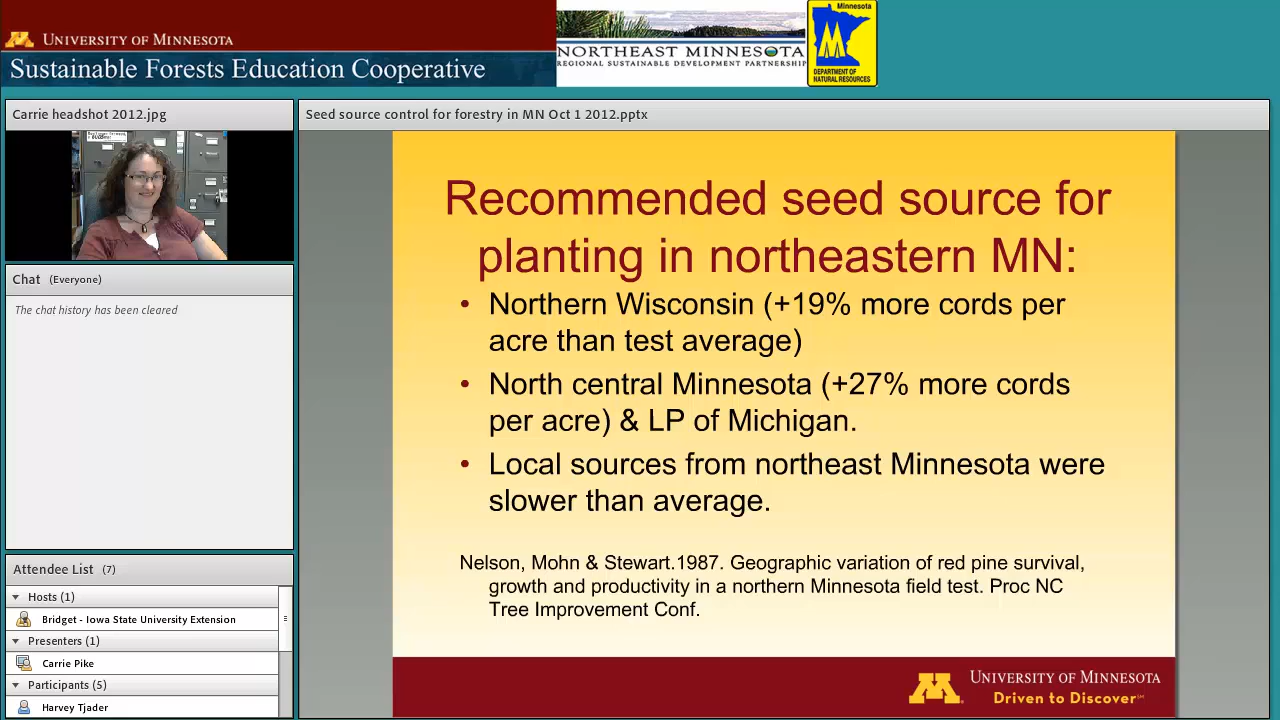 UNIVERSITY OF MINNESOTA
Sustainable Forests Education Cooperative
NORTHEAST MINNESOTA
REGIONAL SUSTAINABLE DEVELOPMENT PARTNERSHIP
Minnesota
DEPARTMENT OF
NATURAL RESOURCES
Carrie headshot 2012.jpg
Chat (Everyone)
The chat history has been cleared
Attendee List (7)
Hosts (1)
Bridget - Iowa State University Extension
Presenters (1)
Carrie Pike
Participants (5)
Harvey Tjader
Seed source control for forestry in MN Oct 1 2012.pptx
Recommended seed source for
planting in northeastern MN:
• Northern Wisconsin (+19% more cords per
acre than test average)
• North central Minnesota (+27% more cords
per acre) & LP of Michigan.
• Local sources from northeast Minnesota were
slower than average.
Nelson, Mohn & Stewart.1987. Geographic variation of red pine survival,
growth and productivity in a northern Minnesota field test. Proc NC
Tree Improvement Conf.
UNIVERSITY OF MINNESOTA
Driven to Discover℠